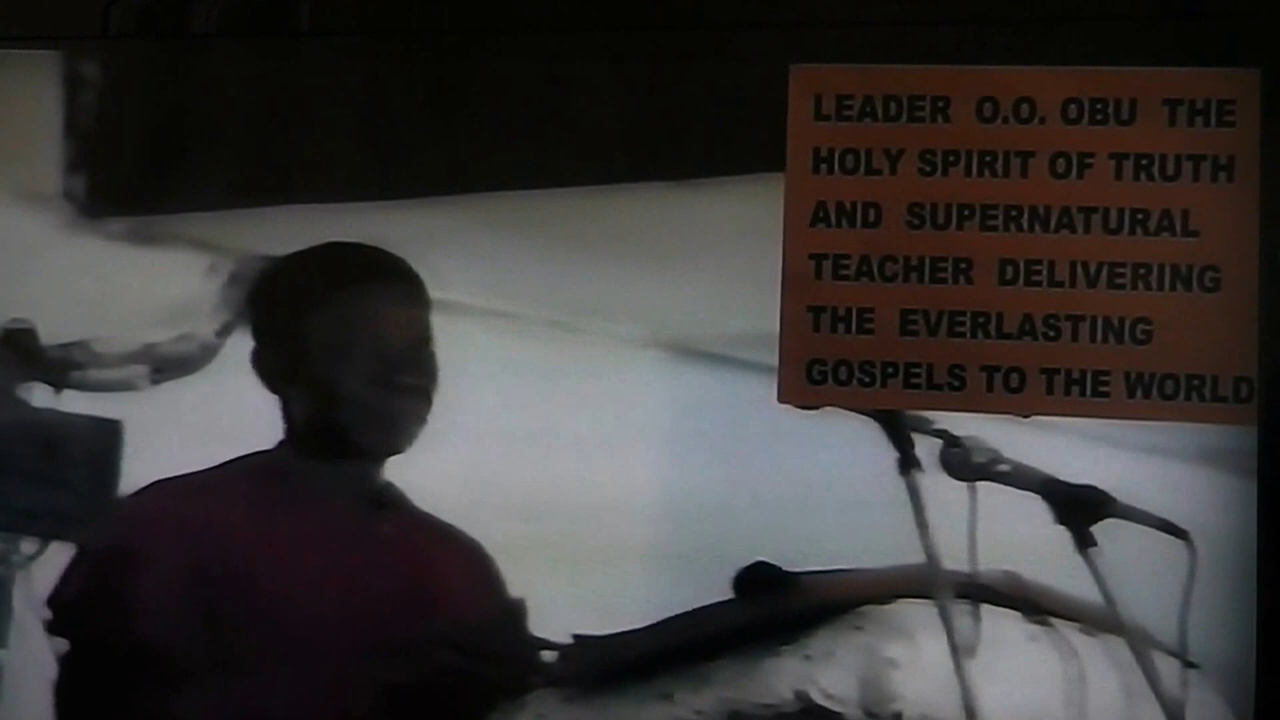 LEADER O.O. OBU THE
HOLY SPIRIT OF TRUTH
AND SUPERNATURAL
TEACHER DELIVERING
THE EVERLASTING
GOSPELS TO THE WORLD